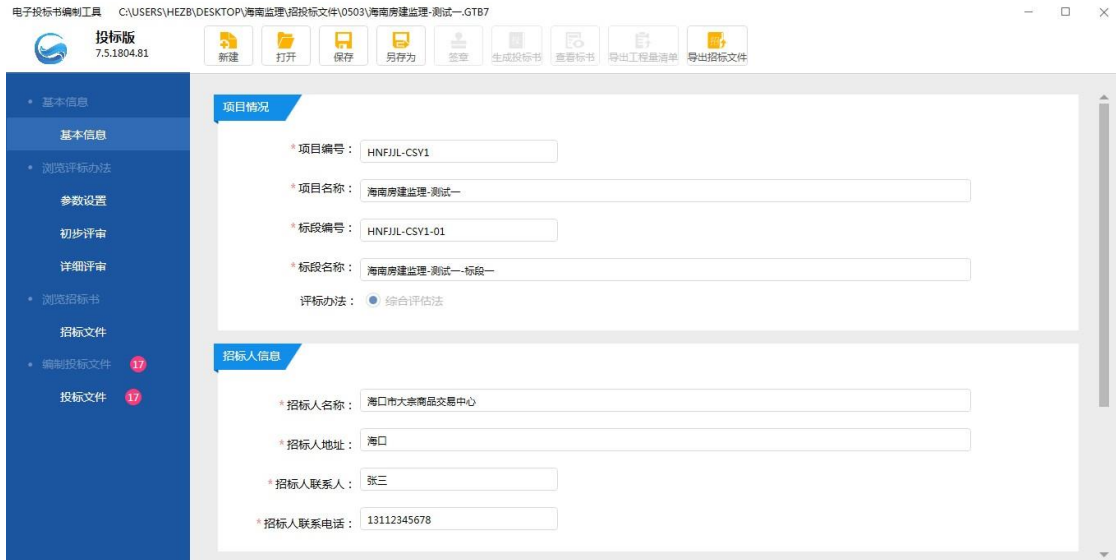 电子投标书编制工具 C:\USERS\HEZB\DESKTOP\海南监理\招投标文件\0503\海南房建监理-测试一.GTB7
投标版
7.5.1804.81
新建 打开 保存 另存为 签章 生成投标书 查看标书 导出工程量清单 导出招标文件
基本信息
基本信息
浏览评标办法
参数设置
初步评审
详细评审
浏览招标书
招标文件
编制投标文件 17
投标文件 17
项目情况
*项目编号： HNFJJL-CSY1
*项目名称： 海南房建监理-测试一
*标段编号： HNFJJL-CSY1-01
*标段名称： 海南房建监理-测试一-标段一
评标办法： 综合评估法
招标人信息
*招标人名称： 海口市大宗商品交易中心
*招标人地址： 海口
*招标人联系人： 张三
*招标人联系电话： 13112345678